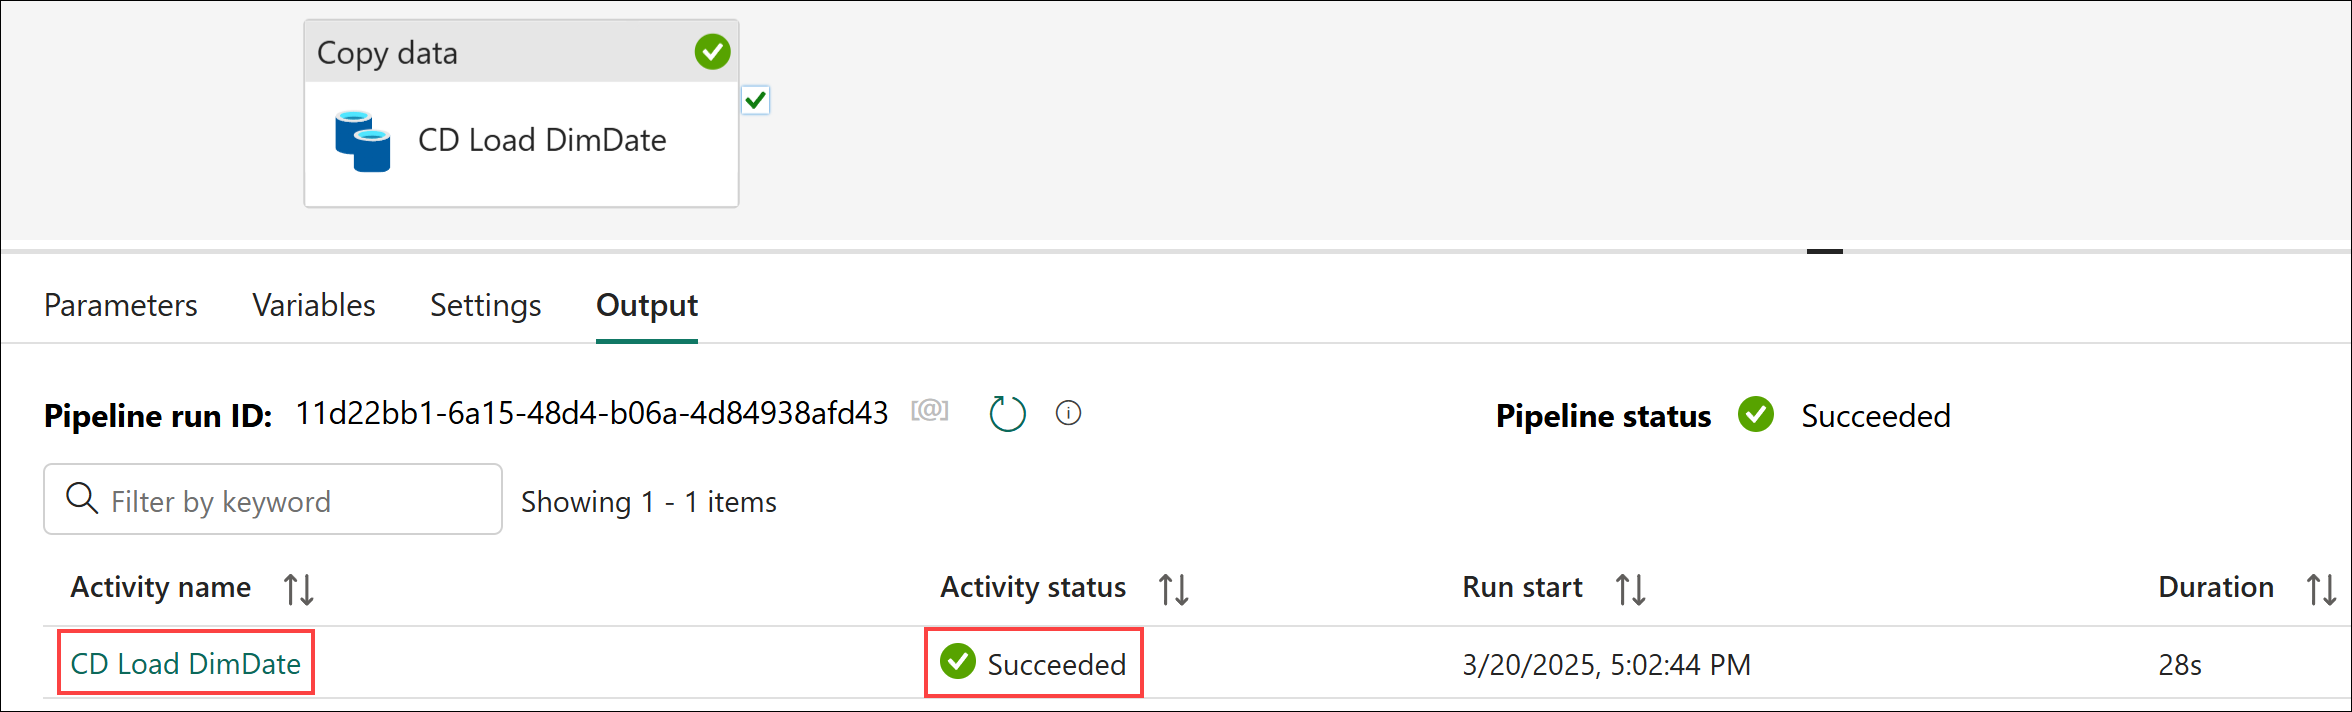 Copy data
CD Load DimDate
Parameters Variables Settings Output
Pipeline run ID: 11d22bb1-6a15-48d4-b06a-4d84938afd43 [@] Pipeline status Succeeded
Filter by keyword Showing 1 - 1 items
Activity name Activity status Run start Duration
CD Load DimDate Succeeded 3/20/2025, 5:02:44 PM 28s